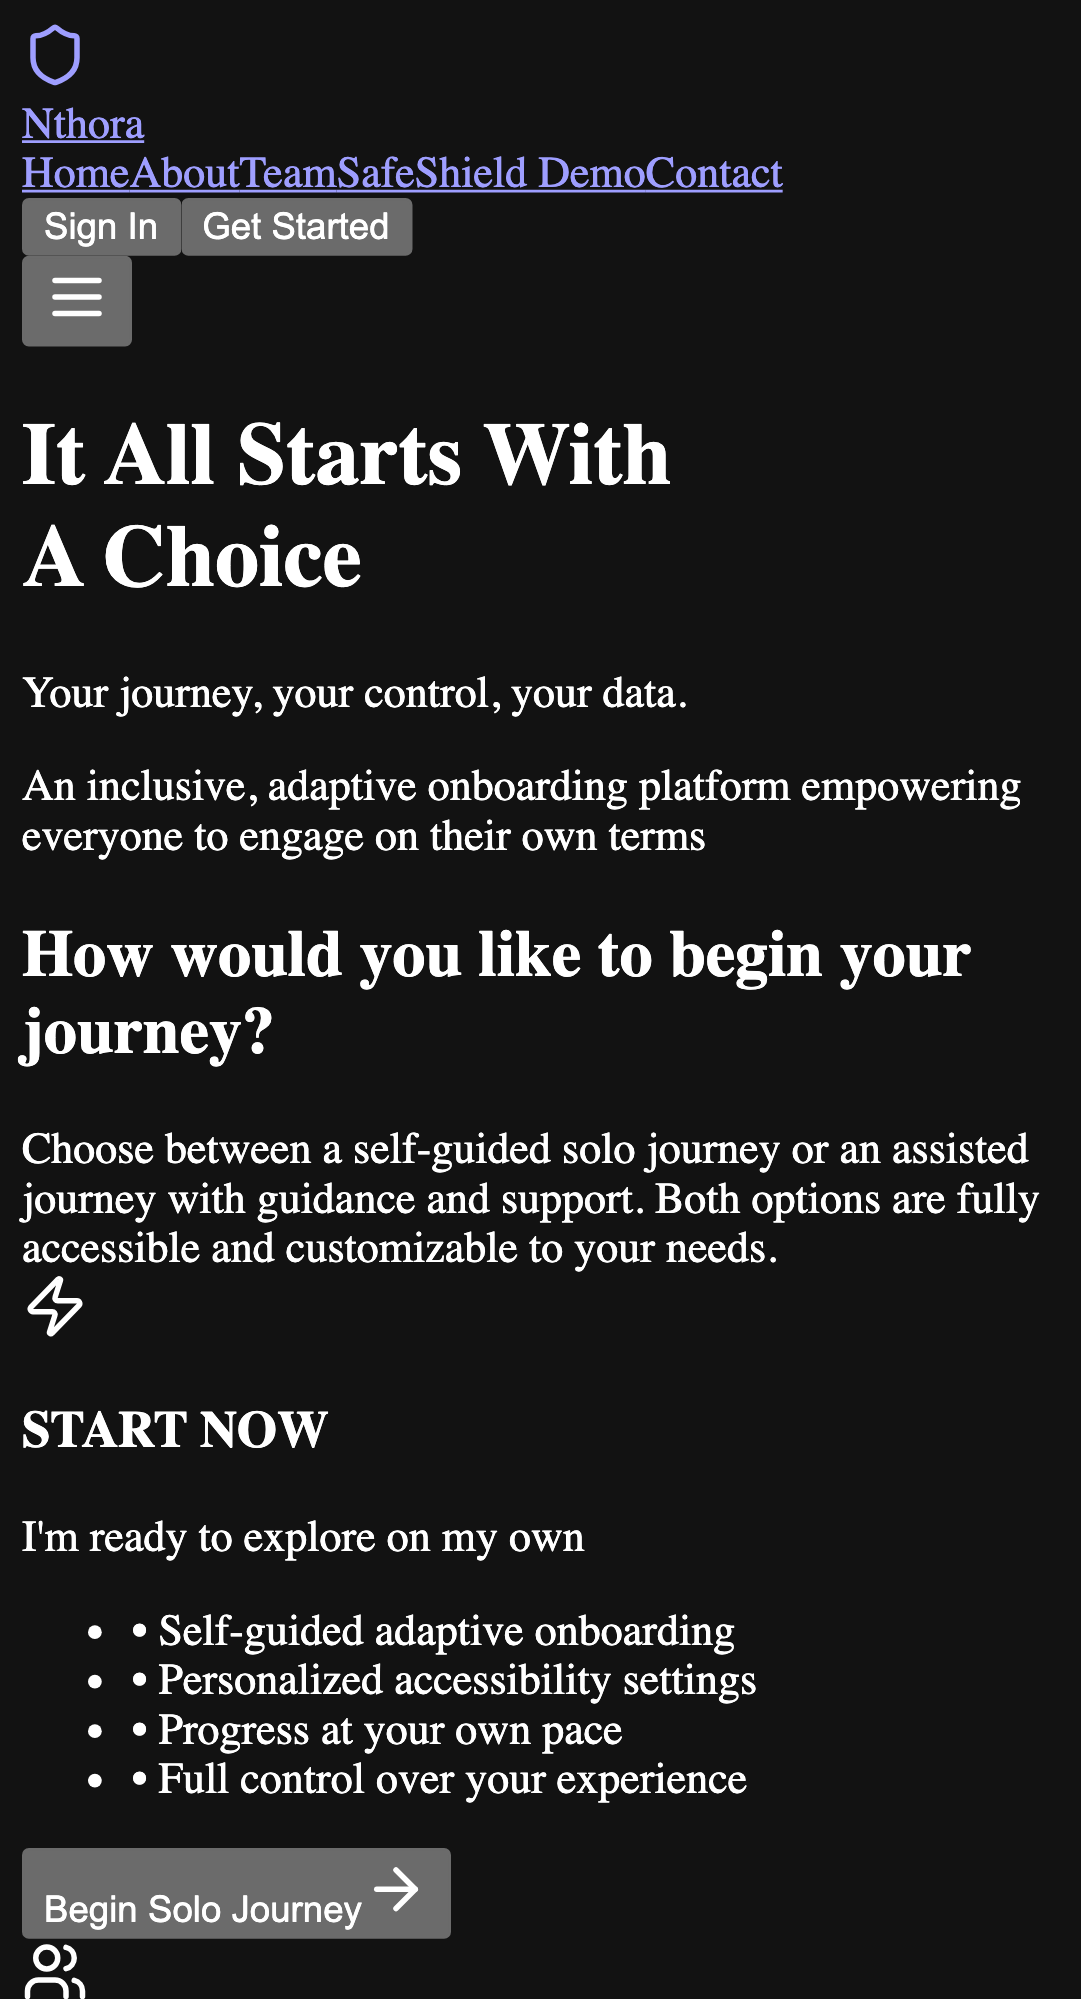 Nthora
HomeAboutTeamSafeShield DemoContact
Sign In Get Started
It All Starts With
A Choice
Your journey, your control, your data.
An inclusive, adaptive onboarding platform empowering
everyone to engage on their own terms
How would you like to begin your
journey?
Choose between a self-guided solo journey or an assisted
journey with guidance and support. Both options are fully
accessible and customizable to your needs.
START NOW
I'm ready to explore on my own
• • Self-guided adaptive onboarding
• • Personalized accessibility settings
• • Progress at your own pace
• • Full control over your experience
Begin Solo Journey